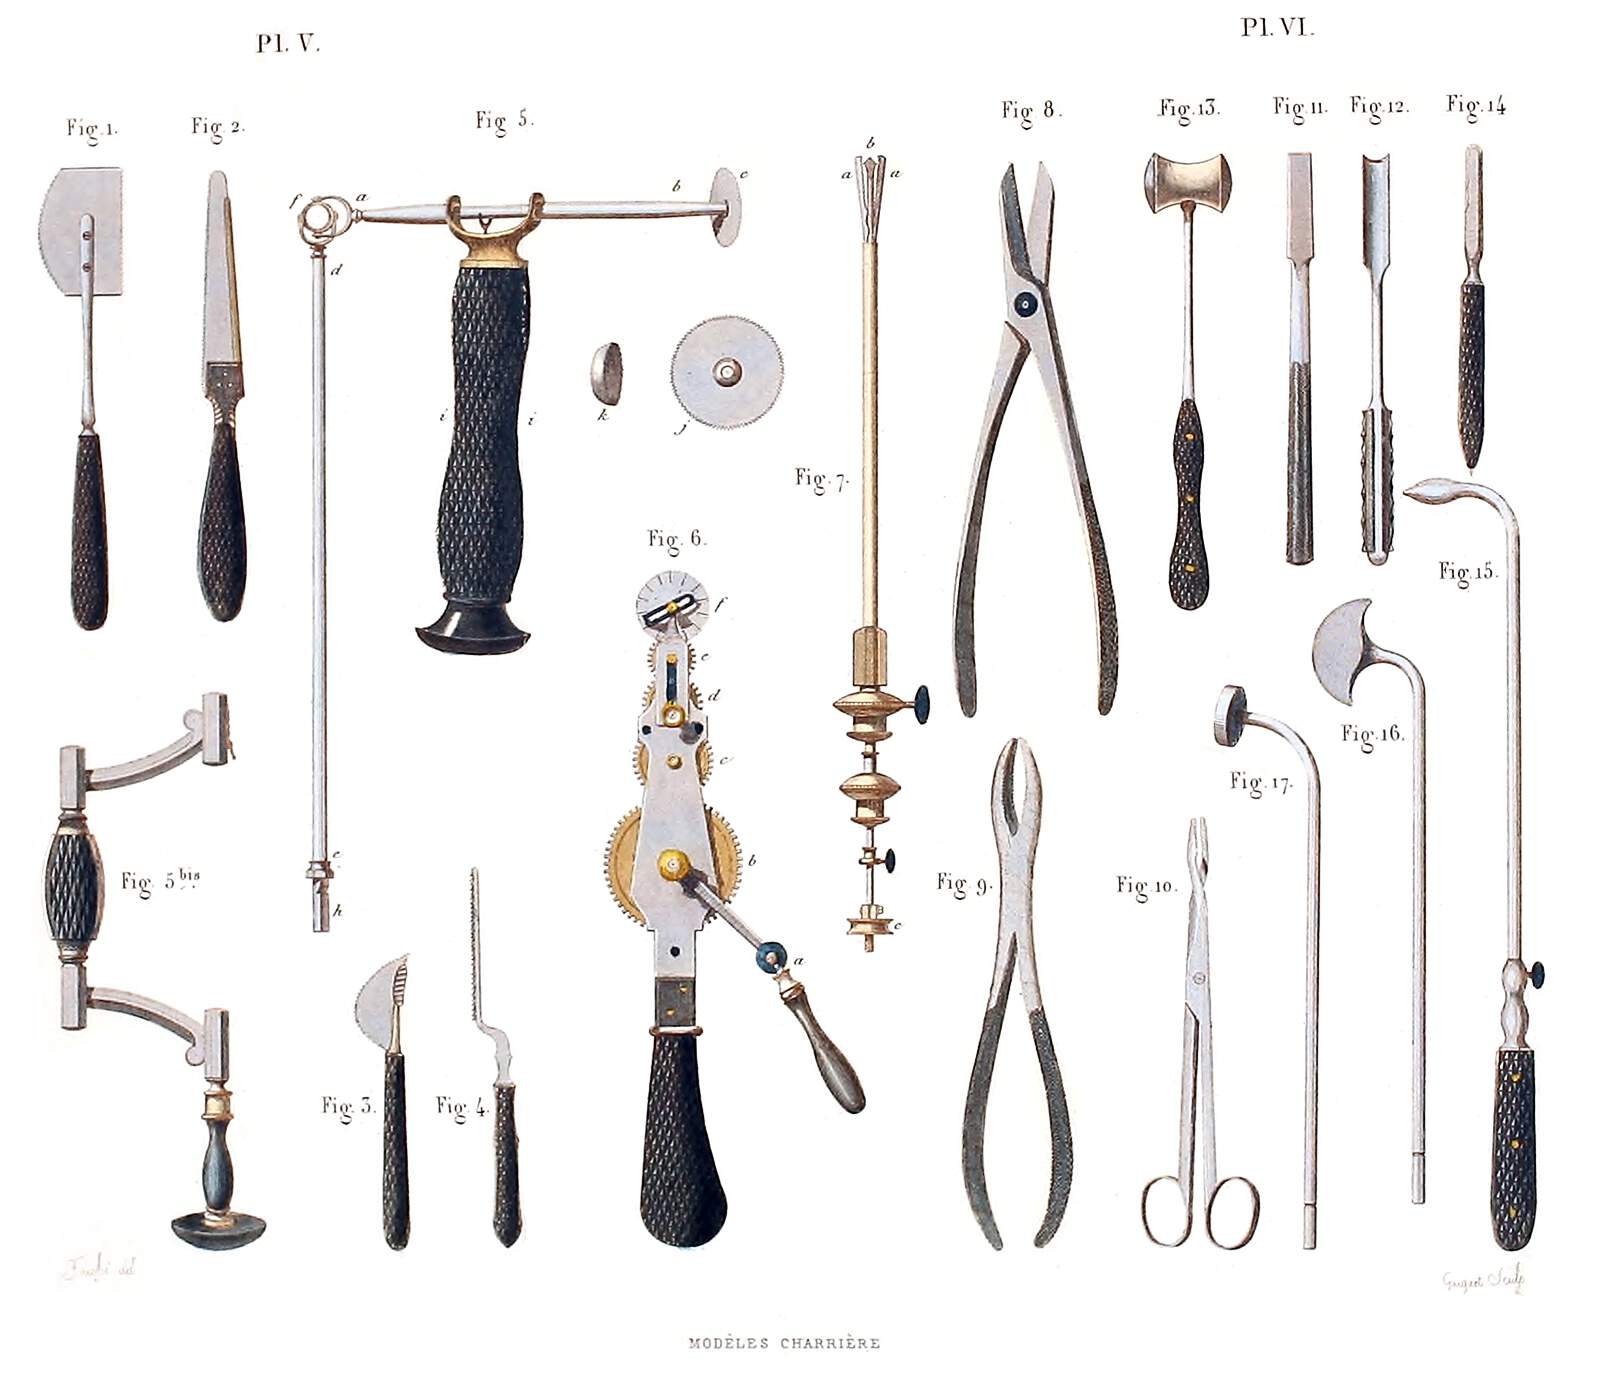 Pl. V.
Pl. VI.
Fig. 1.
Fig. 2.
Fig 5.
f
a
b
c
d
i
i
k
j
e
h
Fig. 5 bis.
Fig. 3.
Fig. 4.
Fig. 6.
f
e
d
c
b
a
Fig. 7.
b
a
a
c
Fig 8.
Fig. 13.
Fig. 11.
Fig. 12.
Fig. 14
Fig. 15.
Fig. 16.
Fig. 17.
Fig. 9.
Fig. 10.
del
Sculp
MODÈLES CHARRIÈRE